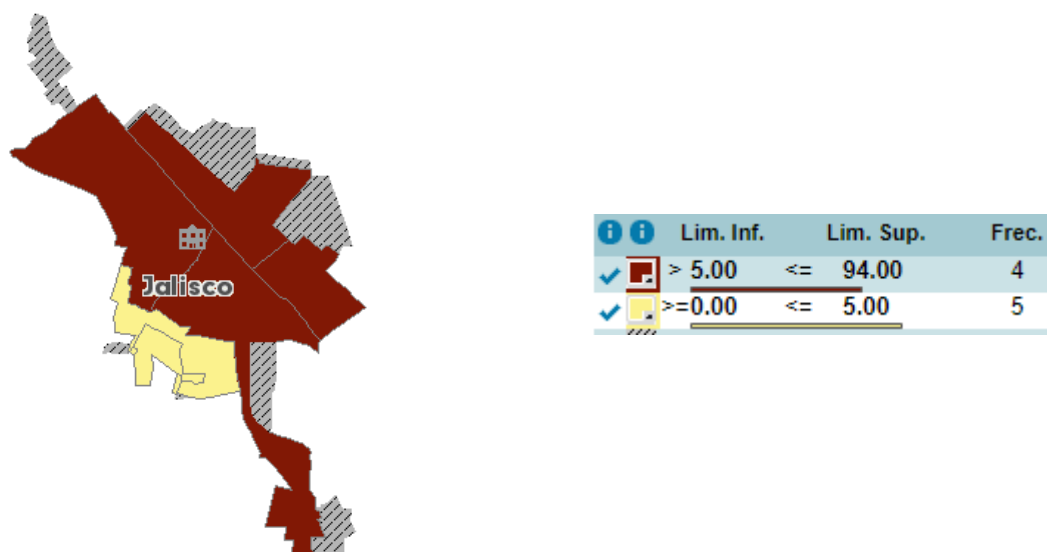 Jalisco
Lim. Inf. Lim. Sup. Frec.
> 5.00 <= 94.00 4
>=0.00 <= 5.00 5